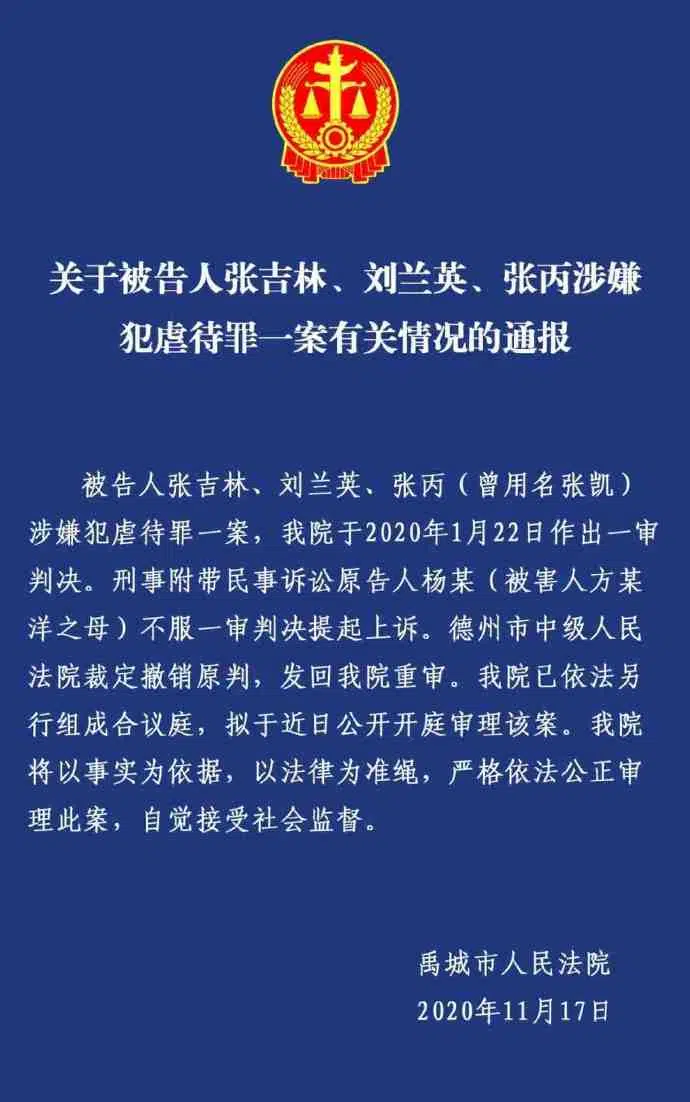 关于被告人张吉林、刘兰英、张丙涉嫌
犯虐待罪一案有关情况的通报
被告人张吉林、刘兰英、张丙（曾用名张凯）
涉嫌犯虐待罪一案，我院于2020年1月22日作出一审
判决。刑事附带民事诉讼原告人杨某（被害人方某
洋之母）不服一审判决提起上诉。德州市中级人民
法院裁定撤销原判，发回我院重审。我院已依法另
行组成合议庭，拟于近日公开开庭审理该案。我院
将以事实为依据，以法律为准绳，严格依法公正审
理此案，自觉接受社会监督。
禹城市人民法院
2020年11月17日